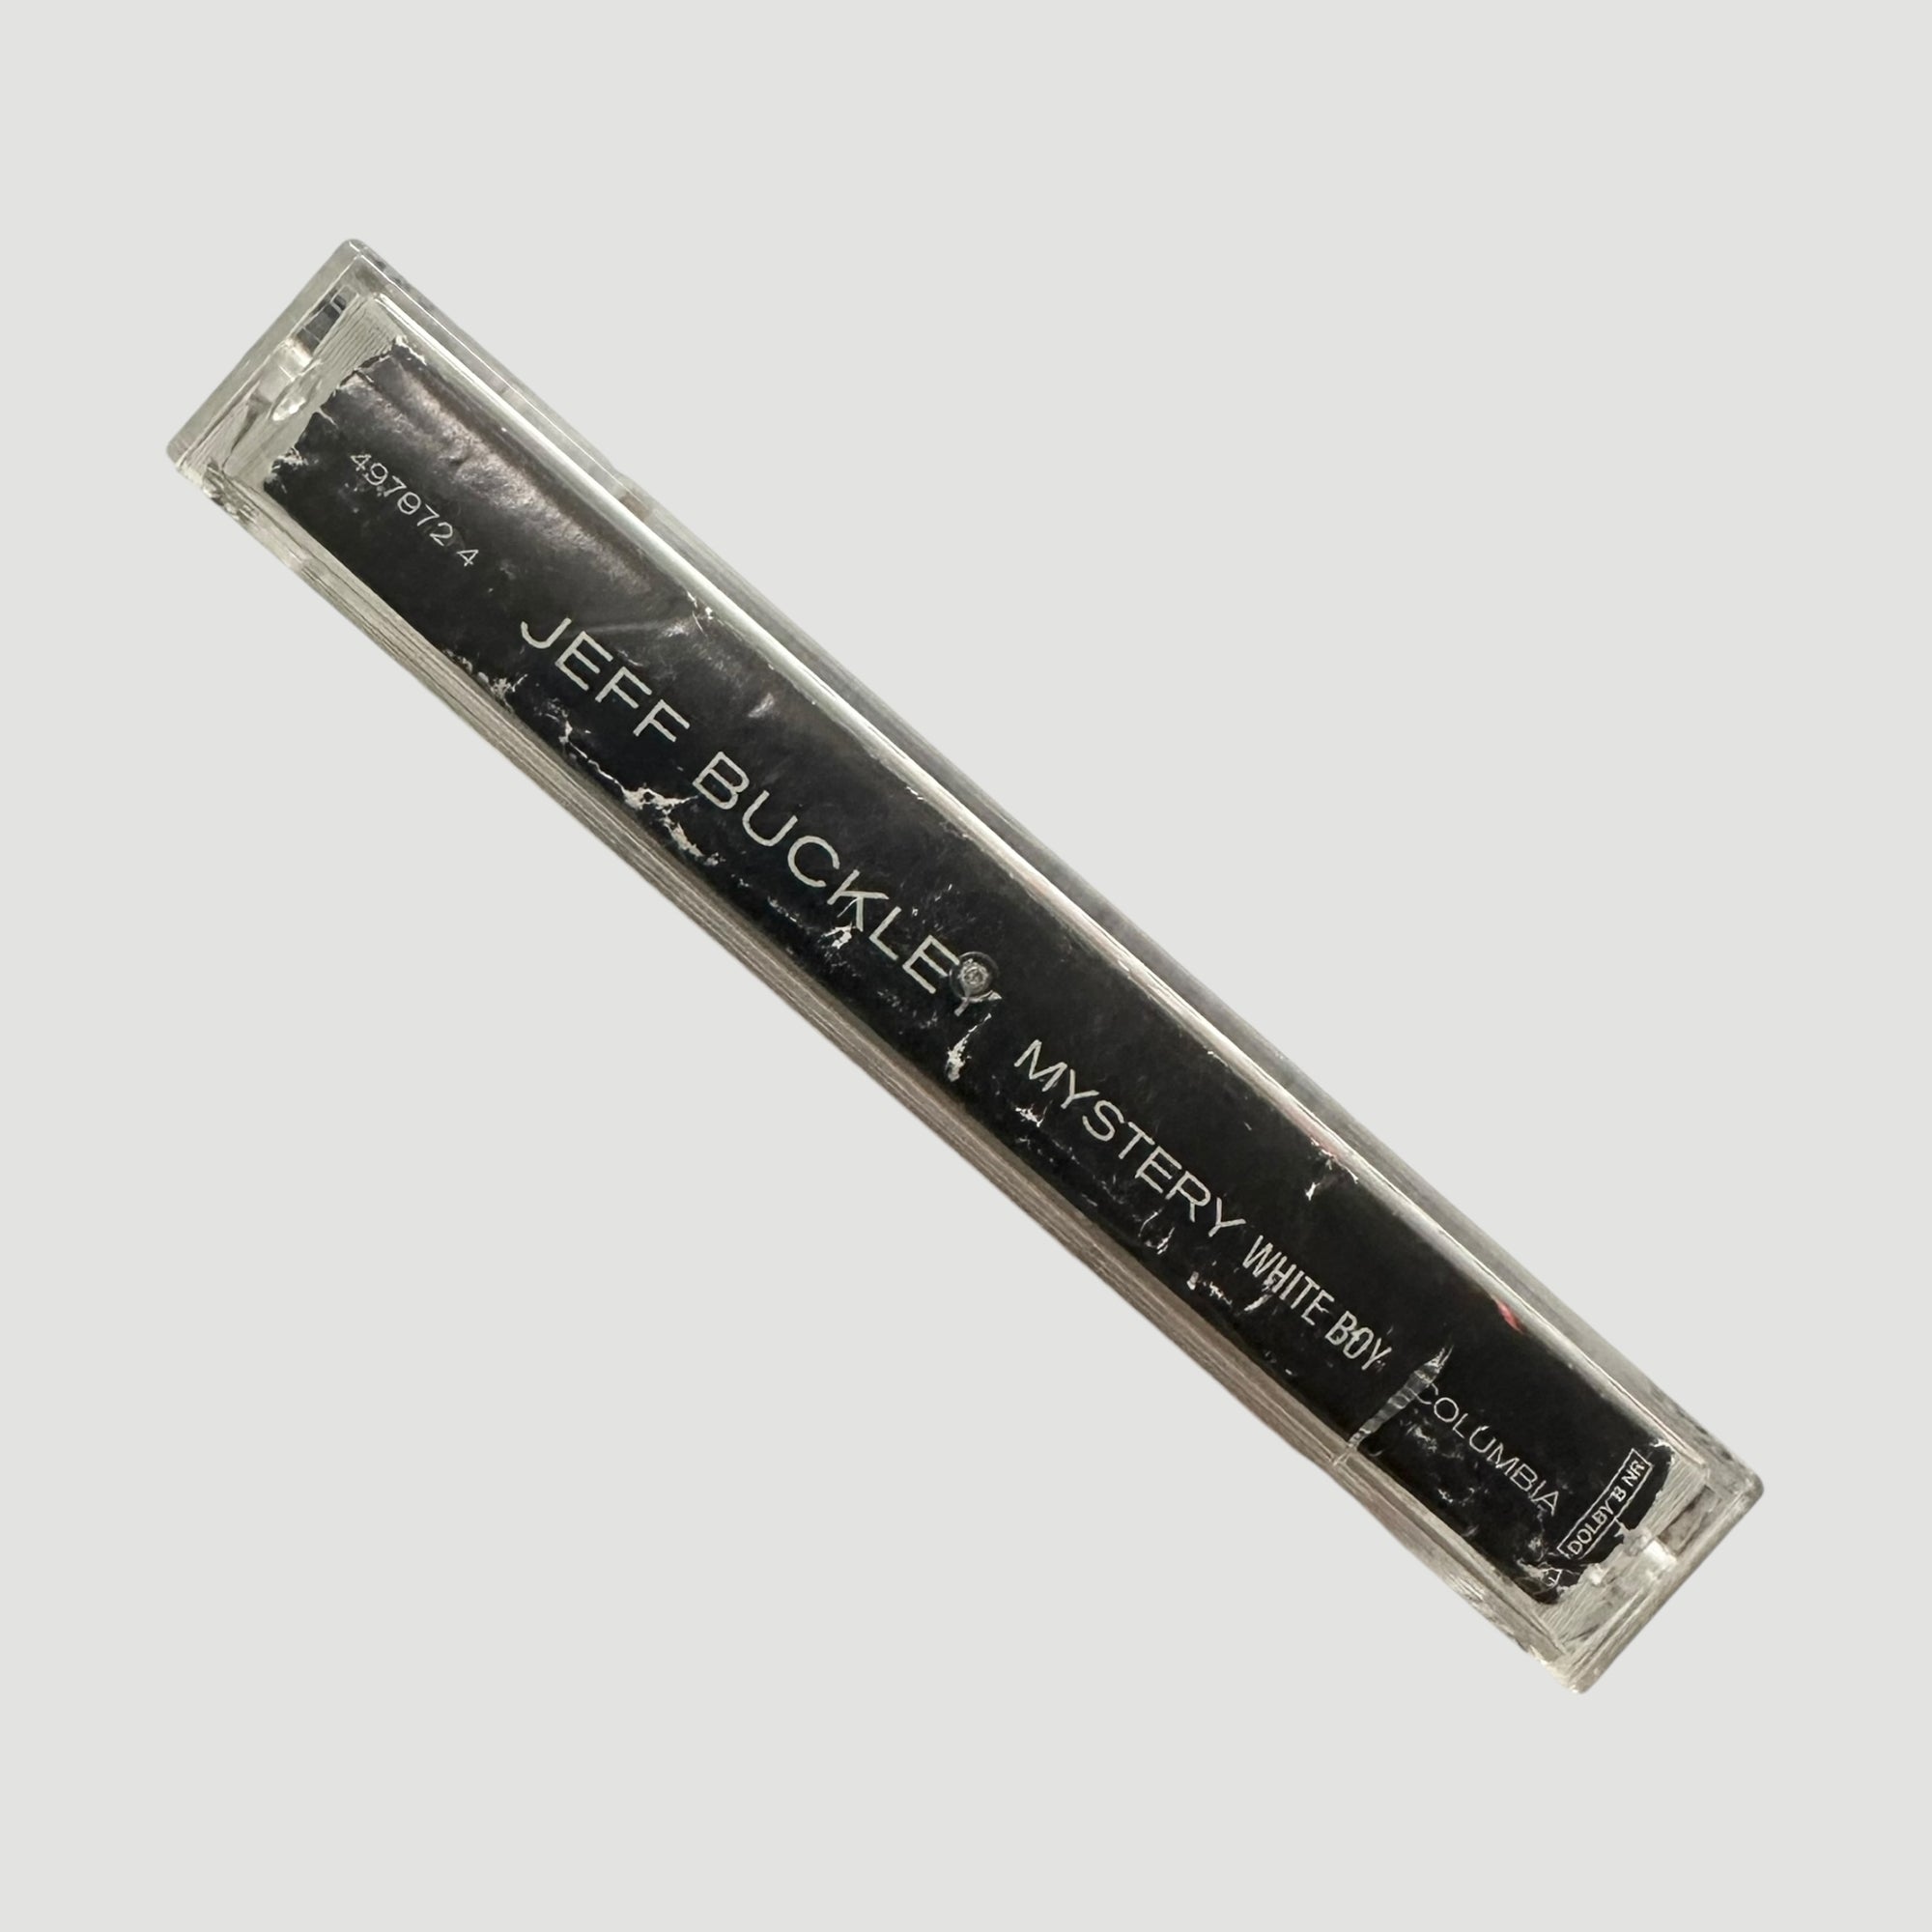 497972 4
JEFF BUCKLEY MYSTERY WHITE BOY
COLUMBIA
DOLBY B NR